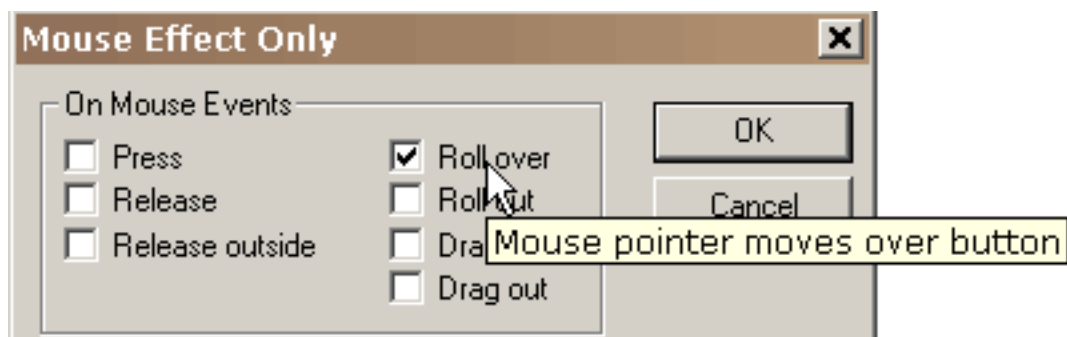 Mouse Effect Only
On Mouse Events
Press
Release
Release outside
Roll over
Roll out
Drag out
OK
Cancel
Mouse pointer moves over button